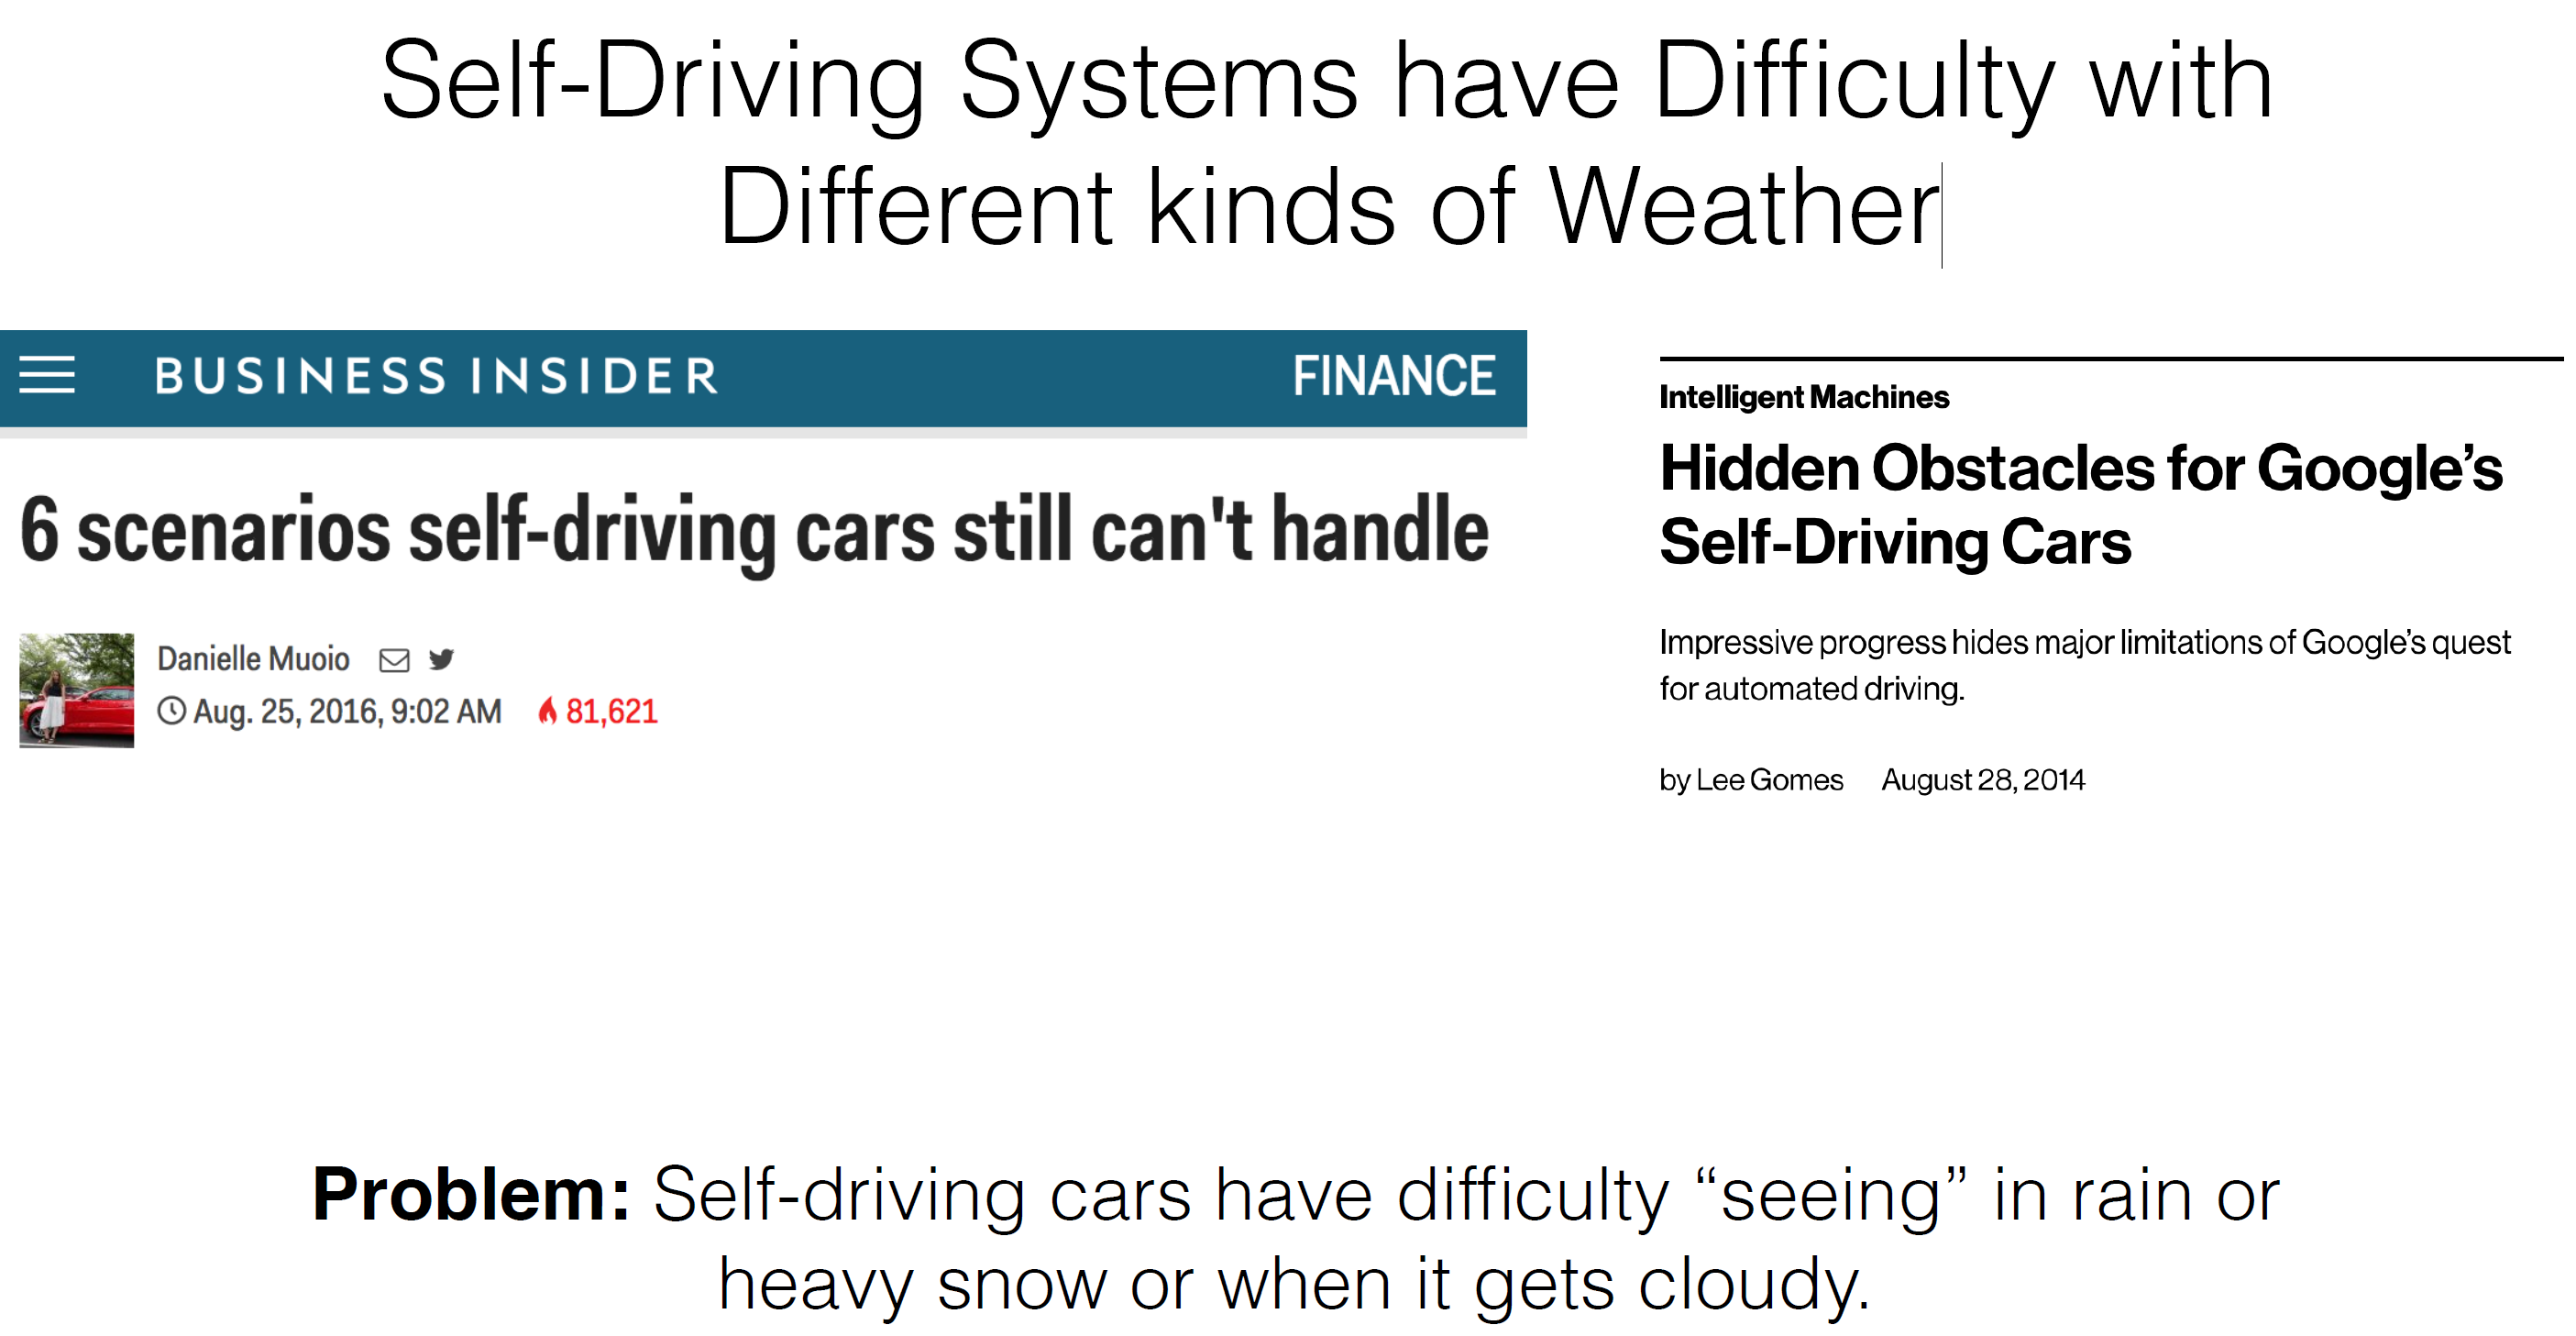 Self-Driving Systems have Difficulty with
Different kinds of Weather
BUSINESS INSIDER
FINANCE
6 scenarios self-driving cars still can't handle
Danielle Muoio
Aug. 25, 2016, 9:02 AM 81,621
Intelligent Machines
Hidden Obstacles for Google’s
Self-Driving Cars
Impressive progress hides major limitations of Google’s quest
for automated driving.
by Lee Gomes August 28, 2014
Problem: Self-driving cars have difficulty “seeing” in rain or
heavy snow or when it gets cloudy.